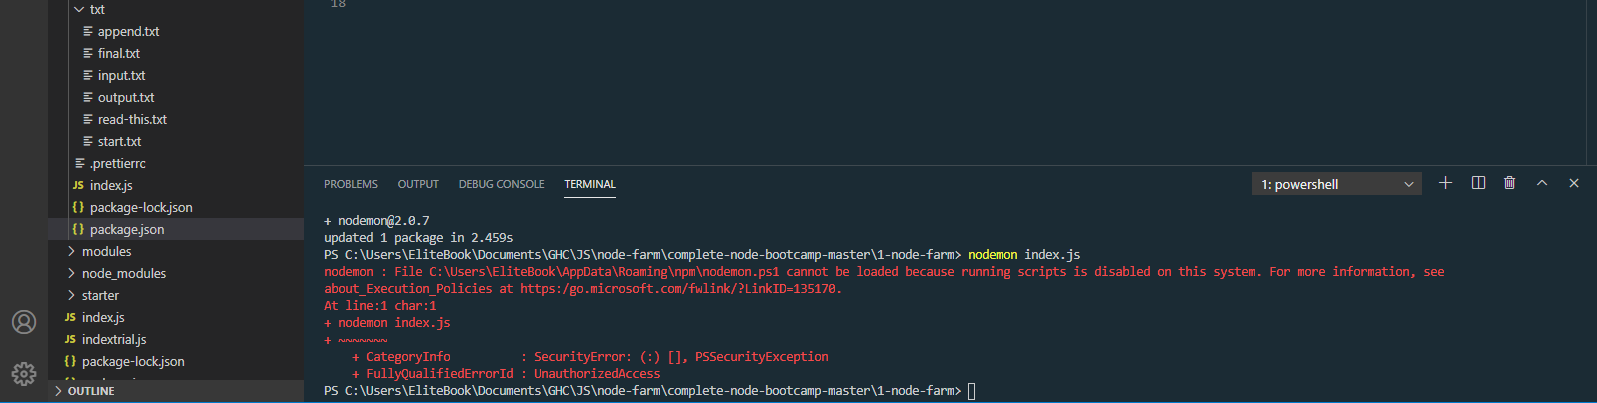 txt
append.txt
final.txt
input.txt
output.txt
read-this.txt
start.txt
.prettierrc
JS index.js
{} package-lock.json
{} package.json
modules
node_modules
starter
JS index.js
JS indextrial.js
{} package-lock.json
OUTLINE
18
PROBLEMS OUTPUT DEBUG CONSOLE TERMINAL
1: powershell
+ nodemon@2.0.7
updated 1 package in 2.459s
PS C:\Users\EliteBook\Documents\GHC\JS\node-farm\complete-node-bootcamp-master\1-node-farm> nodemon index.js
nodemon : File C:\Users\EliteBook\AppData\Roaming\npm\nodemon.ps1 cannot be loaded because running scripts is disabled on this system. For more information, see
about_Execution_Policies at https:/go.microsoft.com/fwlink/?LinkID=135170.
At line:1 char:1
+ nodemon index.js
+ ~~~~~~~
+ CategoryInfo : SecurityError: (:) [], PSSecurityException
+ FullyQualifiedErrorId : UnauthorizedAccess
PS C:\Users\EliteBook\Documents\GHC\JS\node-farm\complete-node-bootcamp-master\1-node-farm>